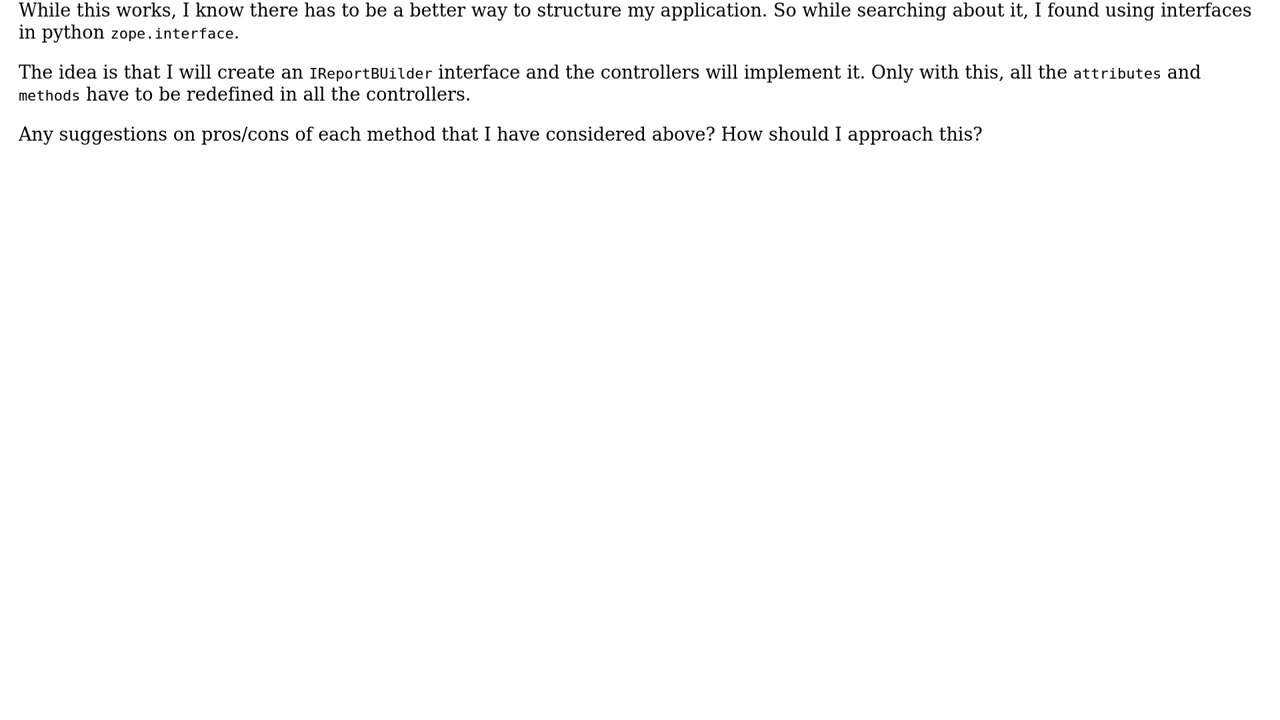 While this works, I know there has to be a better way to structure my application. So while searching about it, I found using interfaces
in python zope.interface.
The idea is that I will create an IReportBUilder interface and the controllers will implement it. Only with this, all the attributes and
methods have to be redefined in all the controllers.
Any suggestions on pros/cons of each method that I have considered above? How should I approach this?